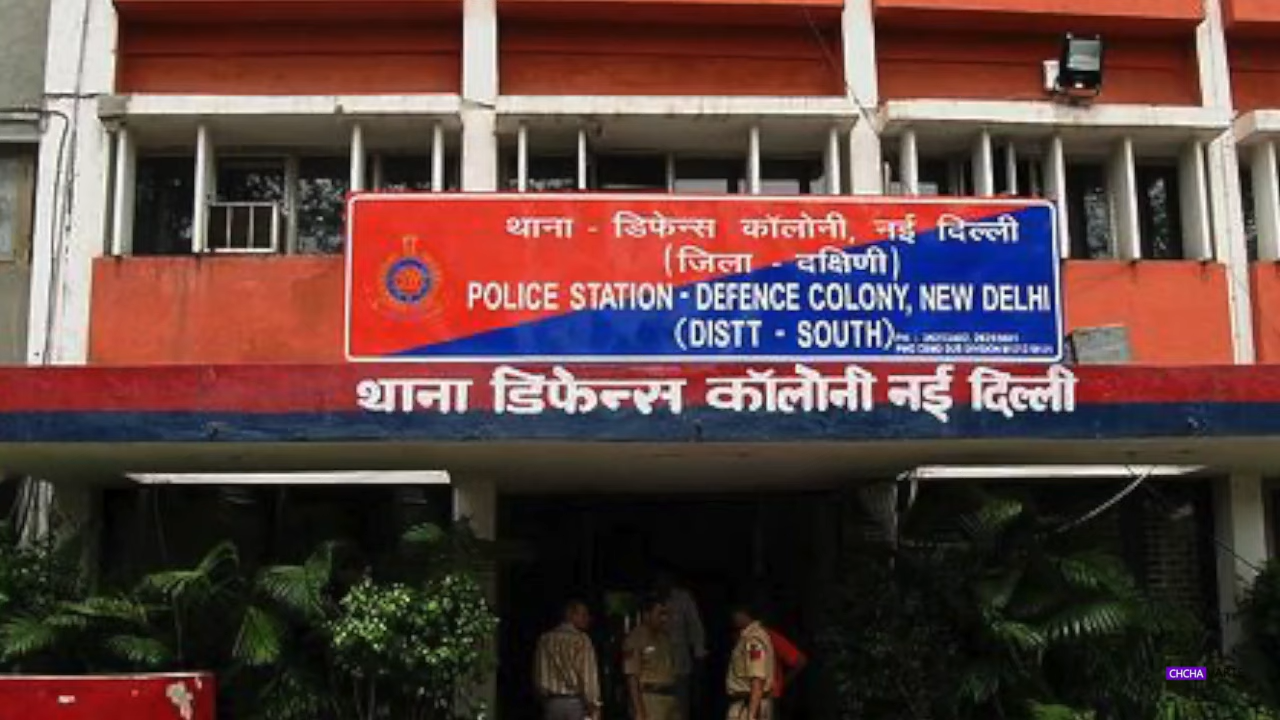 थाना - डिफेन्स कॉलोनी, नई दिल्ली
(जिला - दक्षिणी)
POLICE STATION - DEFENCE COLONY, NEW DELHI
(DISTT - SOUTH)
थाना डिफेन्स कॉलोनी नई दिल्ली
CHCHA